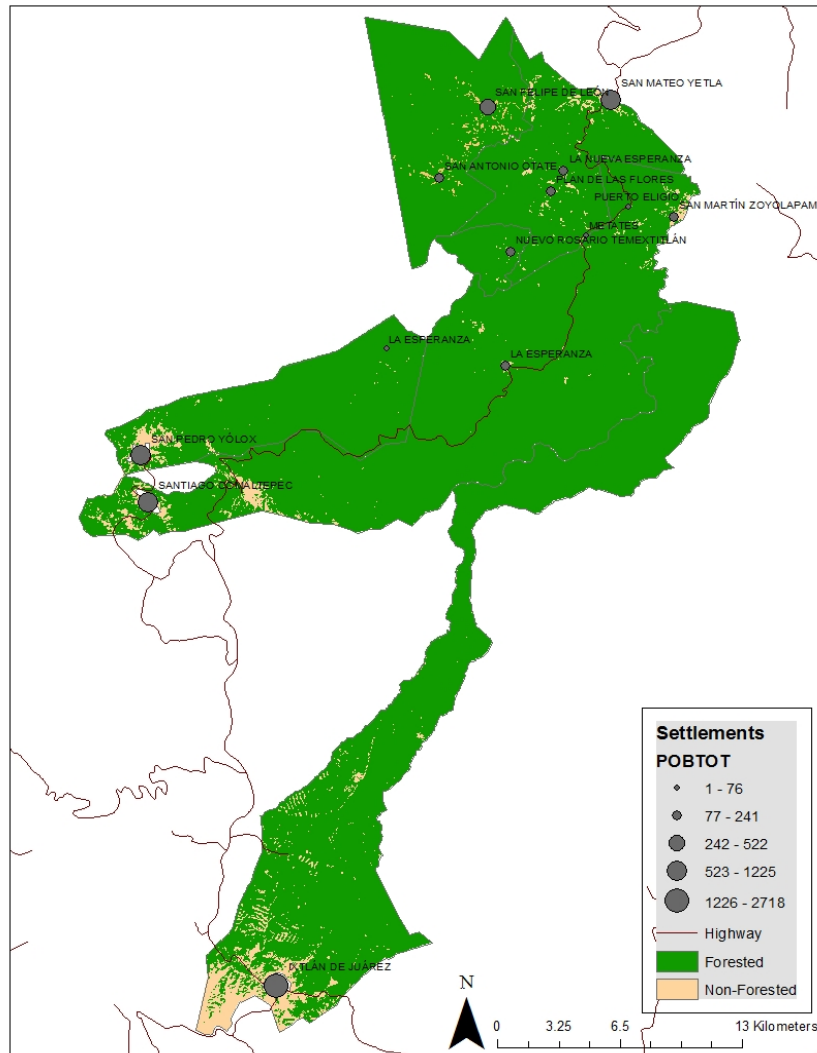 SAN MATEO YETLA
SAN FELIPE DE LEÓN
LA NUEVA ESPERANZA
SAN ANTONIO OTATE
PLAN DE LAS FLORES
PUERTO ELIGIO
SAN MARTÍN ZOYOLAPAM
METATES
NUEVO ROSARIO TEMEXTITLÁN
LA ESPERANZA
LA ESPERANZA
SAN PEDRO YÓLOX
SANTIAGO COMALTEPEC
IXTLÁN DE JUÁREZ
Settlements
POBTOT
1 - 76
77 - 241
242 - 522
523 - 1225
1226 - 2718
Highway
Forested
Non-Forested
N
0 3.25 6.5 13 Kilometers